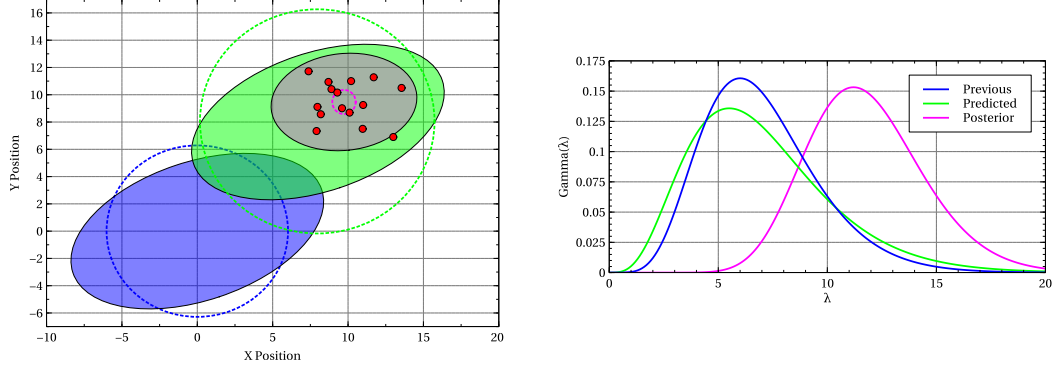 16
14
12
10
8
6
4
2
0
−2
−4
−6
Y Position
−10 −5 0 5 10 15 20
X Position
0.175
0.15
0.125
0.1
0.075
0.05
0.025
0
Gamma(λ)
Previous
Predicted
Posterior
0 5 10 15 20
λ